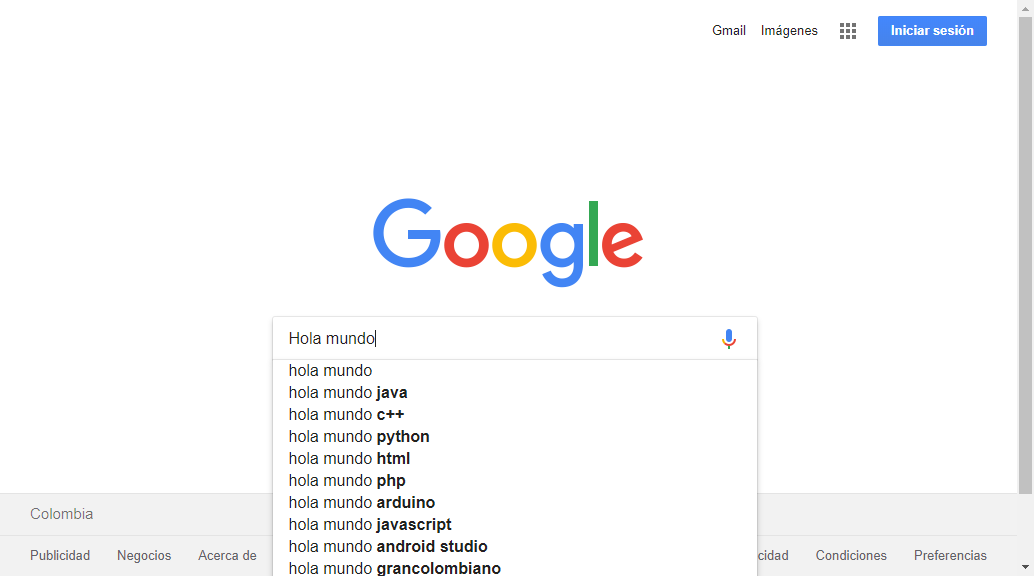 Gmail Imágenes Iniciar sesión
Google
Hola mundo
hola mundo
hola mundo java
hola mundo c++
hola mundo python
hola mundo html
hola mundo php
hola mundo arduino
hola mundo javascript
hola mundo android studio
hola mundo grancolombiano
Colombia
Publicidad Negocios Acerca de cidad Condiciones Preferencias